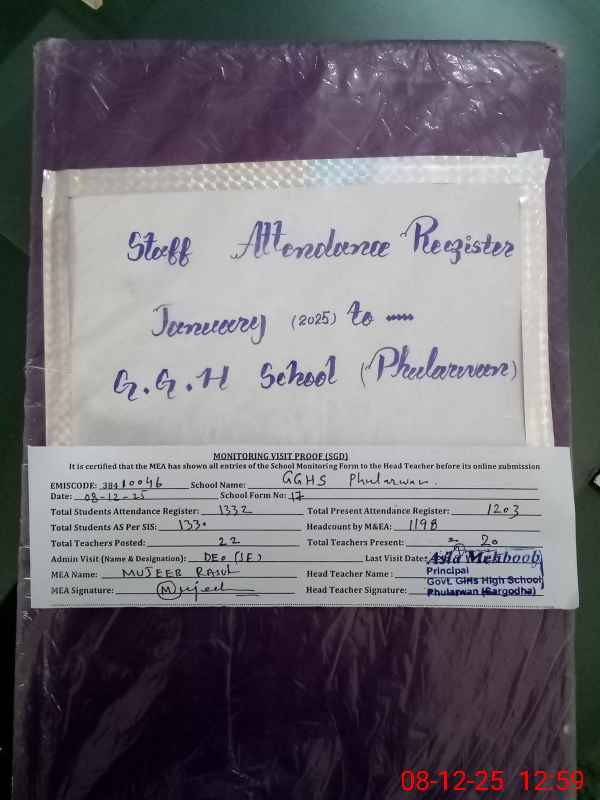 Staff Attendance Register
January (2025) to .....
G.G.H School (Phularwan)
MONITORING VISIT PROOF (SGD)
It is certified that the MEA has shown all entries of the School Monitoring Form to the Head Teacher before its online submission
EMISCODE: 38410046 School Name: GGHS Phularwan.
Date: 08-12-25 School Form No: 17
Total Students Attendance Register: 1332 Total Present Attendance Register: 1203
Total Students AS Per SIS: 1330 Headcount by M&EA: 1198
Total Teachers Posted: 22 Total Teachers Present: 20
Admin Visit (Name & Designation): DEO (SE) Last Visit Date:
Asfa Mehboob
MEA Name: MUJEEB RASUL Head Teacher Name: Principal
Govt. Girls High School
MEA Signature: Mujeeb Head Teacher Signature: Phularwan (Sargodha)
08-12-25 12:59